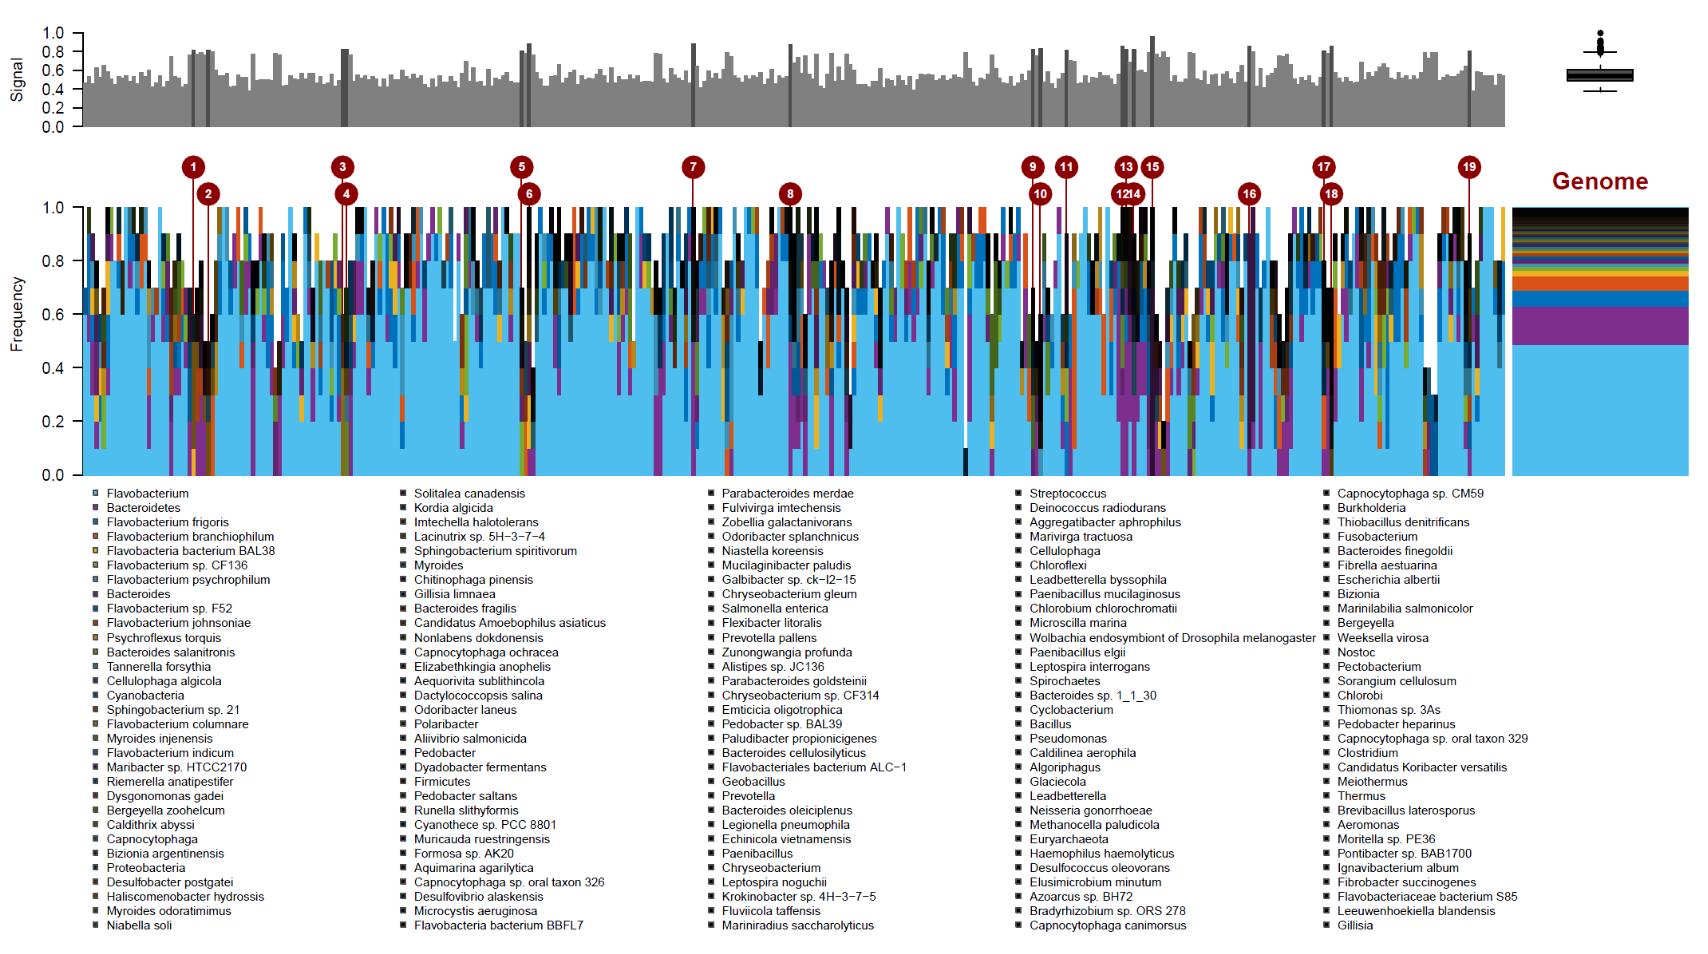 Signal
1.0
0.8
0.6
0.4
0.2
0.0
1 3 5 7 9 11 13 15 17 19
2 4 6 8 10 12 14 16 18
Genome
Frequency
1.0
0.8
0.6
0.4
0.2
0.0
Flavobacterium
Bacteroidetes
Flavobacterium frigoris
Flavobacterium branchiophilum
Flavobacteria bacterium BAL38
Flavobacterium sp. CF136
Flavobacterium psychrophilum
Bacteroides
Flavobacterium sp. F52
Flavobacterium johnsoniae
Psychroflexus torquis
Bacteroides salanitronis
Tannerella forsythia
Cellulophaga algicola
Cyanobacteria
Sphingobacterium sp. 21
Flavobacterium columnare
Myroides injenensis
Flavobacterium indicum
Maribacter sp. HTCC2170
Riemerella anatipestifer
Dysgonomonas gadei
Bergeyella zoohelcum
Caldithrix abyssi
Capnocytophaga
Bizionia argentinensis
Proteobacteria
Desulfobacter postgatei
Haliscomenobacter hydrossis
Myroides odoratimimus
Niabella soli
Solitalea canadensis
Kordia algicida
Imtechella halotolerans
Lacinutrix sp. 5H−3−7−4
Sphingobacterium spiritivorum
Myroides
Chitinophaga pinensis
Gillisia limnaea
Bacteroides fragilis
Candidatus Amoebophilus asiaticus
Nonlabens dokdonensis
Capnocytophaga ochracea
Elizabethkingia anophelis
Aequorivita sublithincola
Dactylococcopsis salina
Odoribacter laneus
Polaribacter
Aliivibrio salmonicida
Pedobacter
Dyadobacter fermentans
Firmicutes
Pedobacter saltans
Runella slithyformis
Cyanothece sp. PCC 8801
Muricauda ruestringensis
Formosa sp. AK20
Aquimarina agarilytica
Capnocytophaga sp. oral taxon 326
Desulfovibrio alaskensis
Microcystis aeruginosa
Flavobacteria bacterium BBFL7
Parabacteroides merdae
Fulvivirga imtechensis
Zobellia galactanivorans
Odoribacter splanchnicus
Niastella koreensis
Mucilaginibacter paludis
Galbibacter sp. ck−I2−15
Chryseobacterium gleum
Salmonella enterica
Flexibacter litoralis
Prevotella pallens
Zunongwangia profunda
Alistipes sp. JC136
Parabacteroides goldsteinii
Chryseobacterium sp. CF314
Emticicia oligotrophica
Pedobacter sp. BAL39
Paludibacter propionicigenes
Bacteroides cellulosilyticus
Flavobacteriales bacterium ALC−1
Geobacillus
Prevotella
Bacteroides oleiciplenus
Legionella pneumophila
Echinicola vietnamensis
Paenibacillus
Chryseobacterium
Leptospira noguchii
Krokinobacter sp. 4H−3−7−5
Fluviicola taffensis
Mariniradius saccharolyticus
Streptococcus
Deinococcus radiodurans
Aggregatibacter aphrophilus
Marivirga tractuosa
Cellulophaga
Chloroflexi
Leadbetterella byssophila
Paenibacillus mucilaginosus
Chlorobium chlorochromatii
Microscilla marina
Wolbachia endosymbiont of Drosophila melanogaster
Paenibacillus elgii
Leptospira interrogans
Spirochaetes
Bacteroides sp. 1_1_30
Cyclobacterium
Bacillus
Pseudomonas
Caldilinea aerophila
Algoriphagus
Glaciecola
Leadbetterella
Neisseria gonorrhoeae
Methanocella paludicola
Euryarchaeota
Haemophilus haemolyticus
Desulfococcus oleovorans
Elusimicrobium minutum
Azoarcus sp. BH72
Bradyrhizobium sp. ORS 278
Capnocytophaga canimorsus
Capnocytophaga sp. CM59
Burkholderia
Thiobacillus denitrificans
Fusobacterium
Bacteroides finegoldii
Fibrella aestuarina
Escherichia albertii
Bizionia
Marinilabilia salmonicolor
Bergeyella
Weeksella virosa
Nostoc
Pectobacterium
Sorangium cellulosum
Chlorobi
Thiomonas sp. 3As
Pedobacter heparinus
Capnocytophaga sp. oral taxon 329
Clostridium
Candidatus Koribacter versatilis
Meiothermus
Thermus
Brevibacillus laterosporus
Aeromonas
Moritella sp. PE36
Pontibacter sp. BAB1700
Ignavibacterium album
Fibrobacter succinogenes
Flavobacteriaceae bacterium S85
Leeuwenhoekiella blandensis
Gillisia